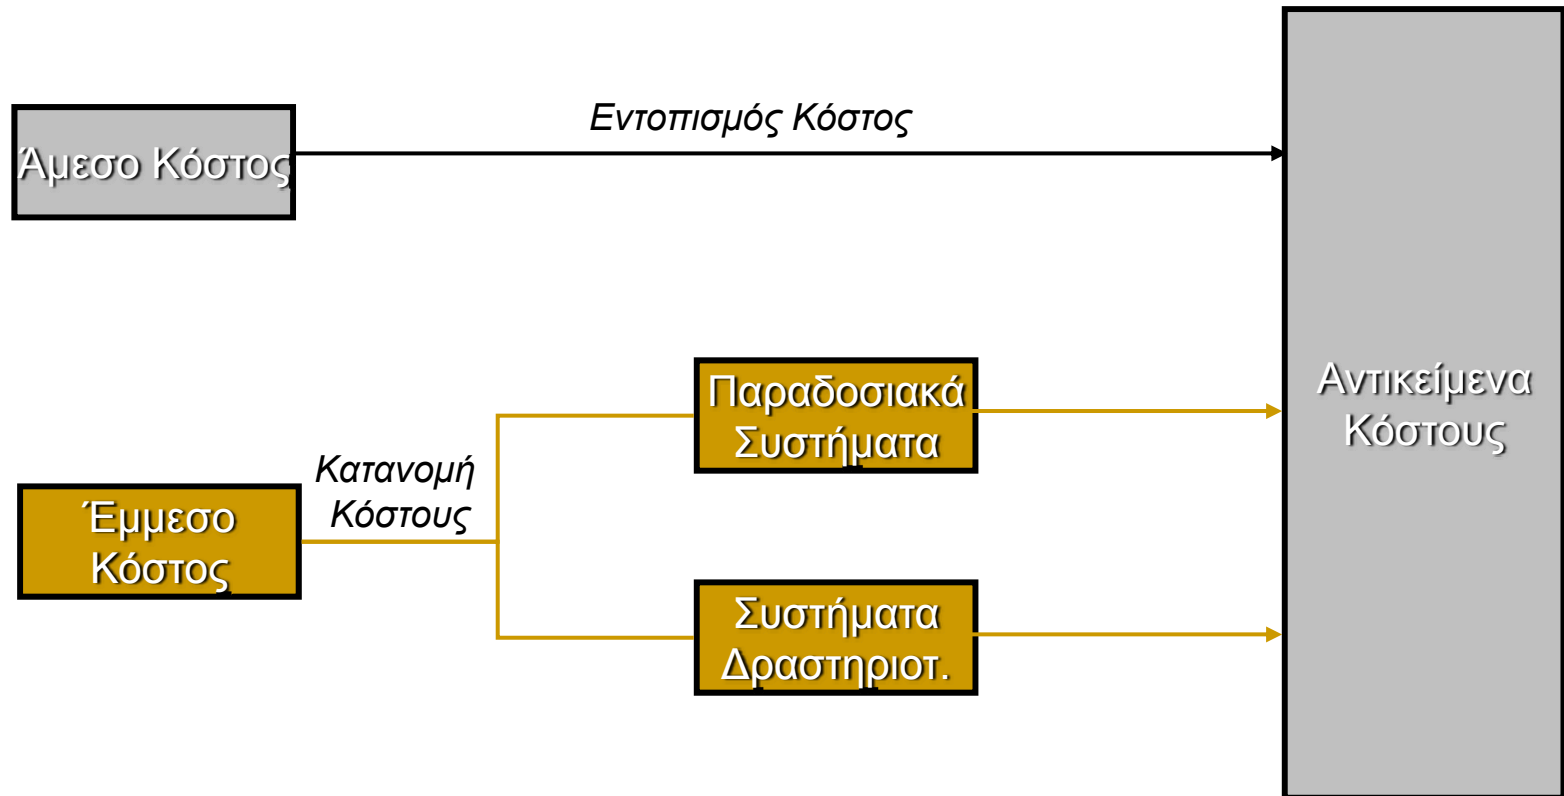 Εντοπισμός Κόστος
Άμεσο Κόστος
Παραδοσιακά
Συστήματα
Αντικείμενα
Κόστους
Κατανομή
Κόστους
Έμμεσο
Κόστος
Συστήματα
Δραστηριοτ.